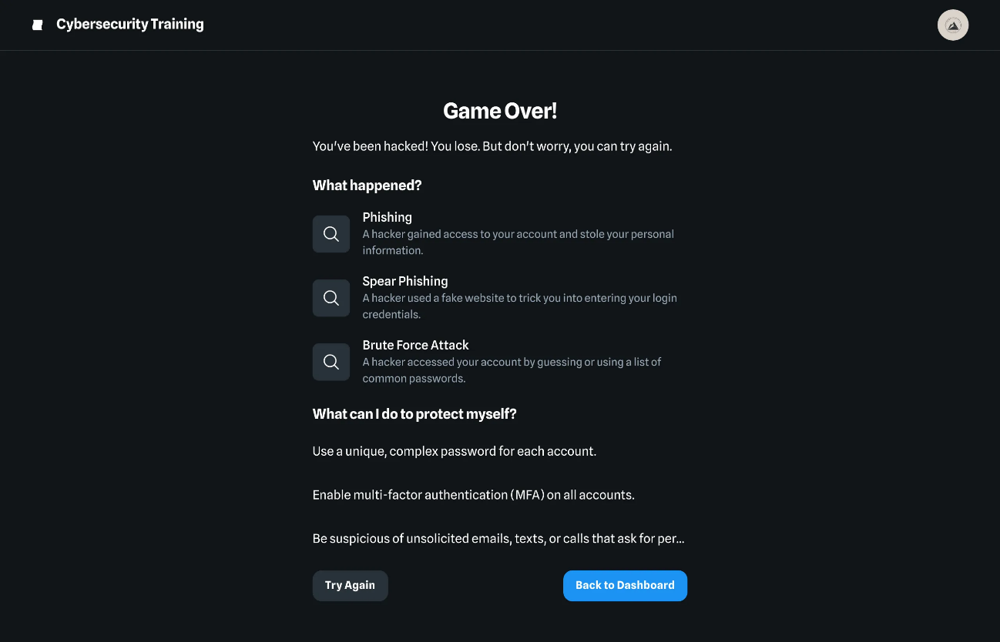 Cybersecurity Training
Game Over!
You've been hacked! You lose. But don't worry, you can try again.
What happened?
Phishing
A hacker gained access to your account and stole your personal
information.
Spear Phishing
A hacker used a fake website to trick you into entering your login
credentials.
Brute Force Attack
A hacker accessed your account by guessing or using a list of
common passwords.
What can I do to protect myself?
Use a unique, complex password for each account.
Enable multi-factor authentication (MFA) on all accounts.
Be suspicious of unsolicited emails, texts, or calls that ask for per...
Try Again
Back to Dashboard